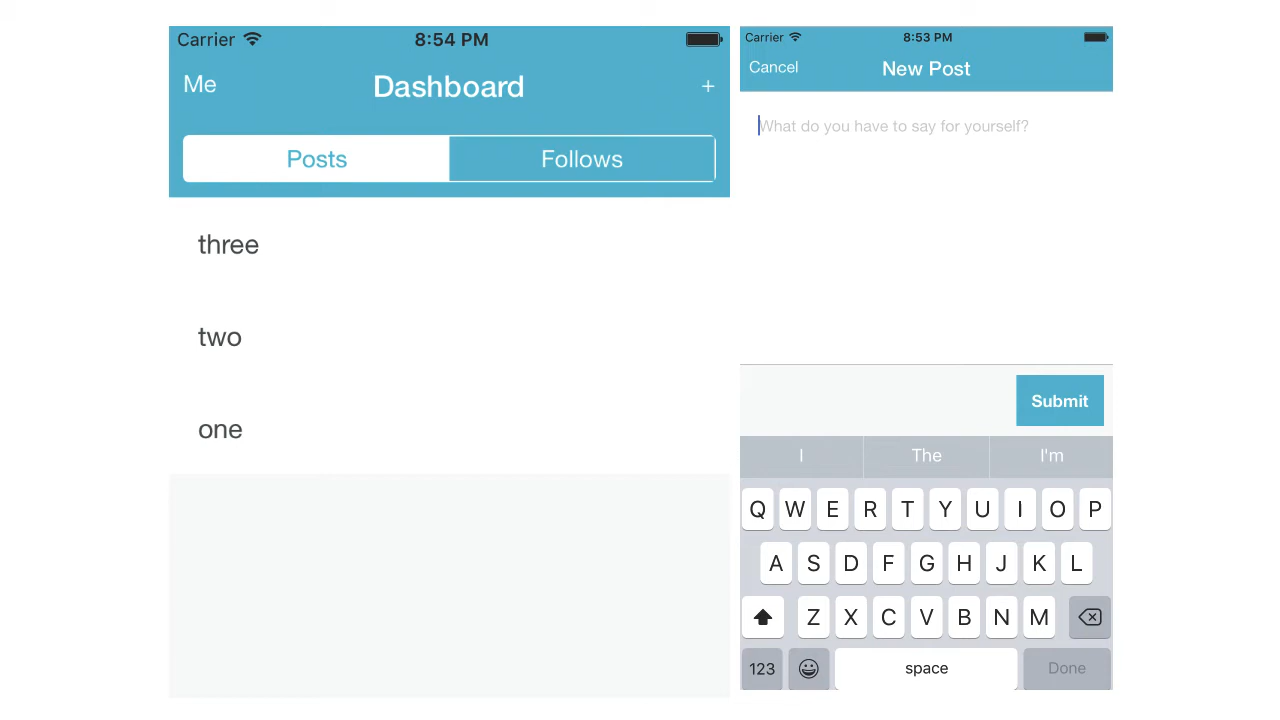 Carrier 8:54 PM
Me Dashboard +
Posts Follows
three
two
one
Carrier 8:53 PM
Cancel New Post
What do you have to say for yourself?
Submit
I The I'm
Q W E R T Y U I O P
A S D F G H J K L
Z X C V B N M
123 space Done